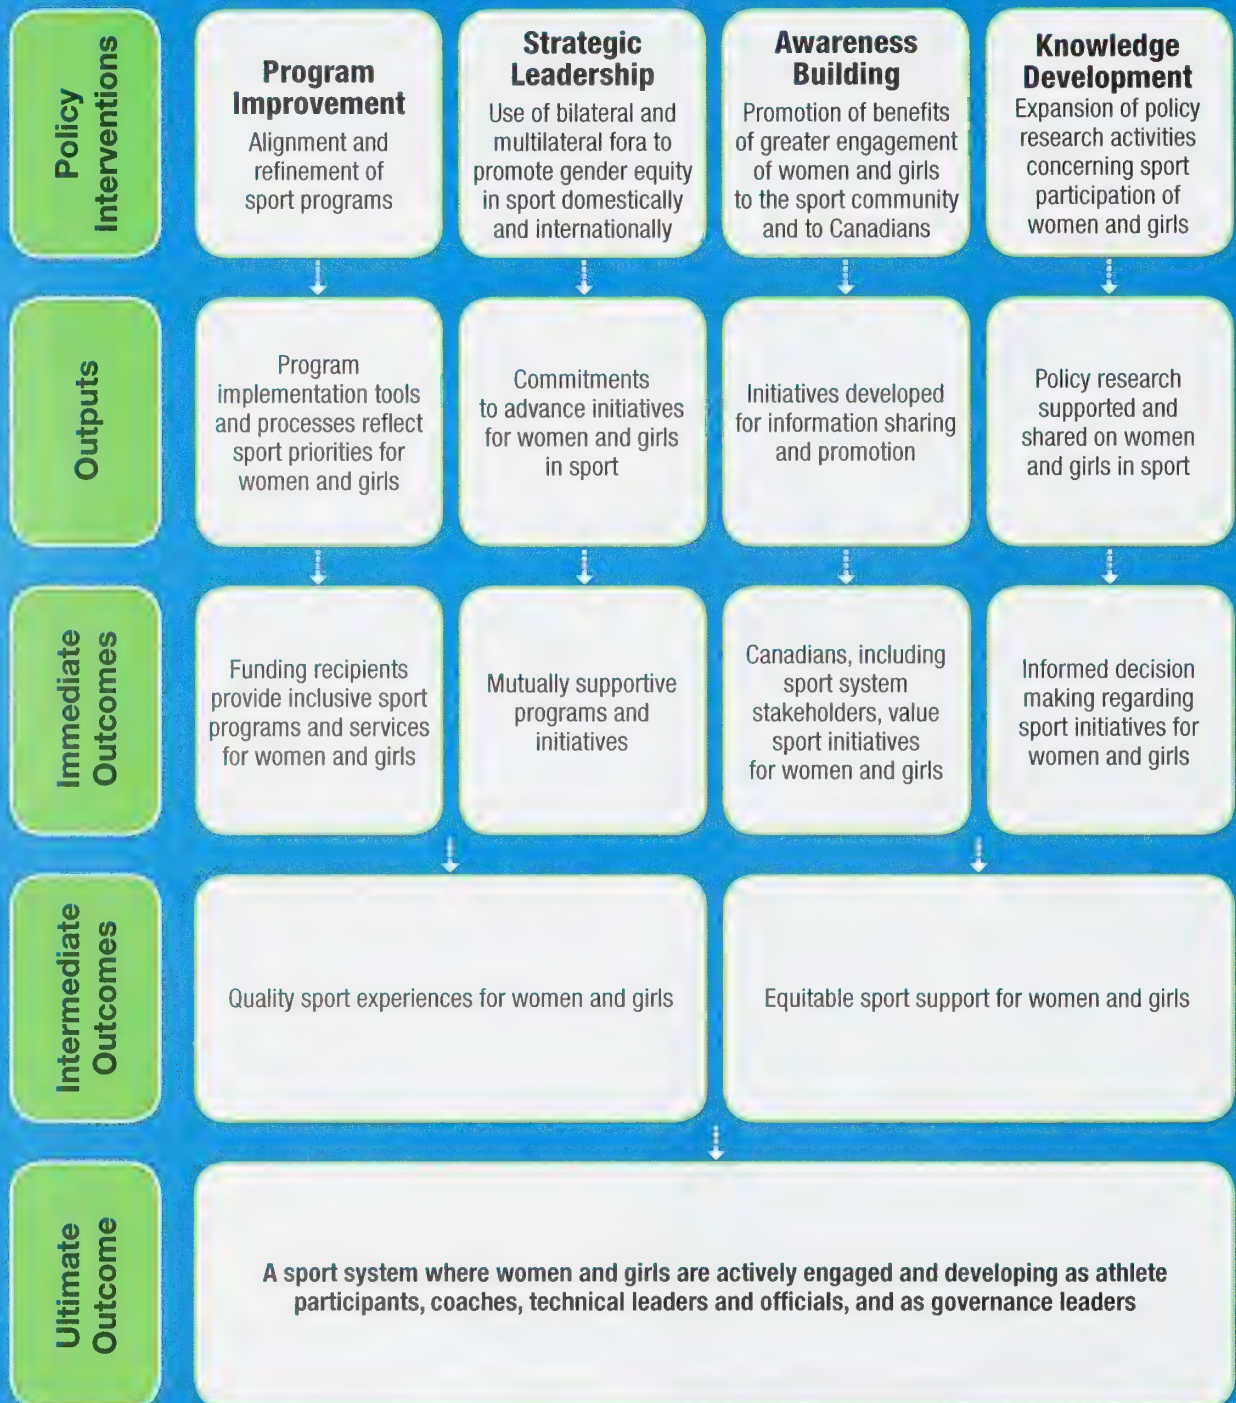 Policy
Interventions
Program
Improvement
Alignment and
refinement of
sport programs
Strategic
Leadership
Use of bilateral and
multilateral fora to
promote gender equity
in sport domestically
and internationally
Awareness
Building
Promotion of benefits
of greater engagement
of women and girls
to the sport community
and to Canadians
Knowledge
Development
Expansion of policy
research activities
concerning sport
participation of
women and girls
Outputs
Program
implementation tools
and processes reflect
sport priorities for
women and girls
Commitments
to advance initiatives
for women and girls
in sport
Initiatives developed
for information sharing
and promotion
Policy research
supported and
shared on women
and girls in sport
Immediate
Outcomes
Funding recipients
provide inclusive sport
programs and services
for women and girls
Mutually supportive
programs and
initiatives
Canadians, including
sport system
stakeholders, value
sport initiatives
for women and girls
Informed decision
making regarding
sport initiatives for
women and girls
Intermediate
Outcomes
Quality sport experiences for women and girls
Equitable sport support for women and girls
Ultimate
Outcome
A sport system where women and girls are actively engaged and developing as athlete
participants, coaches, technical leaders and officials, and as governance leaders